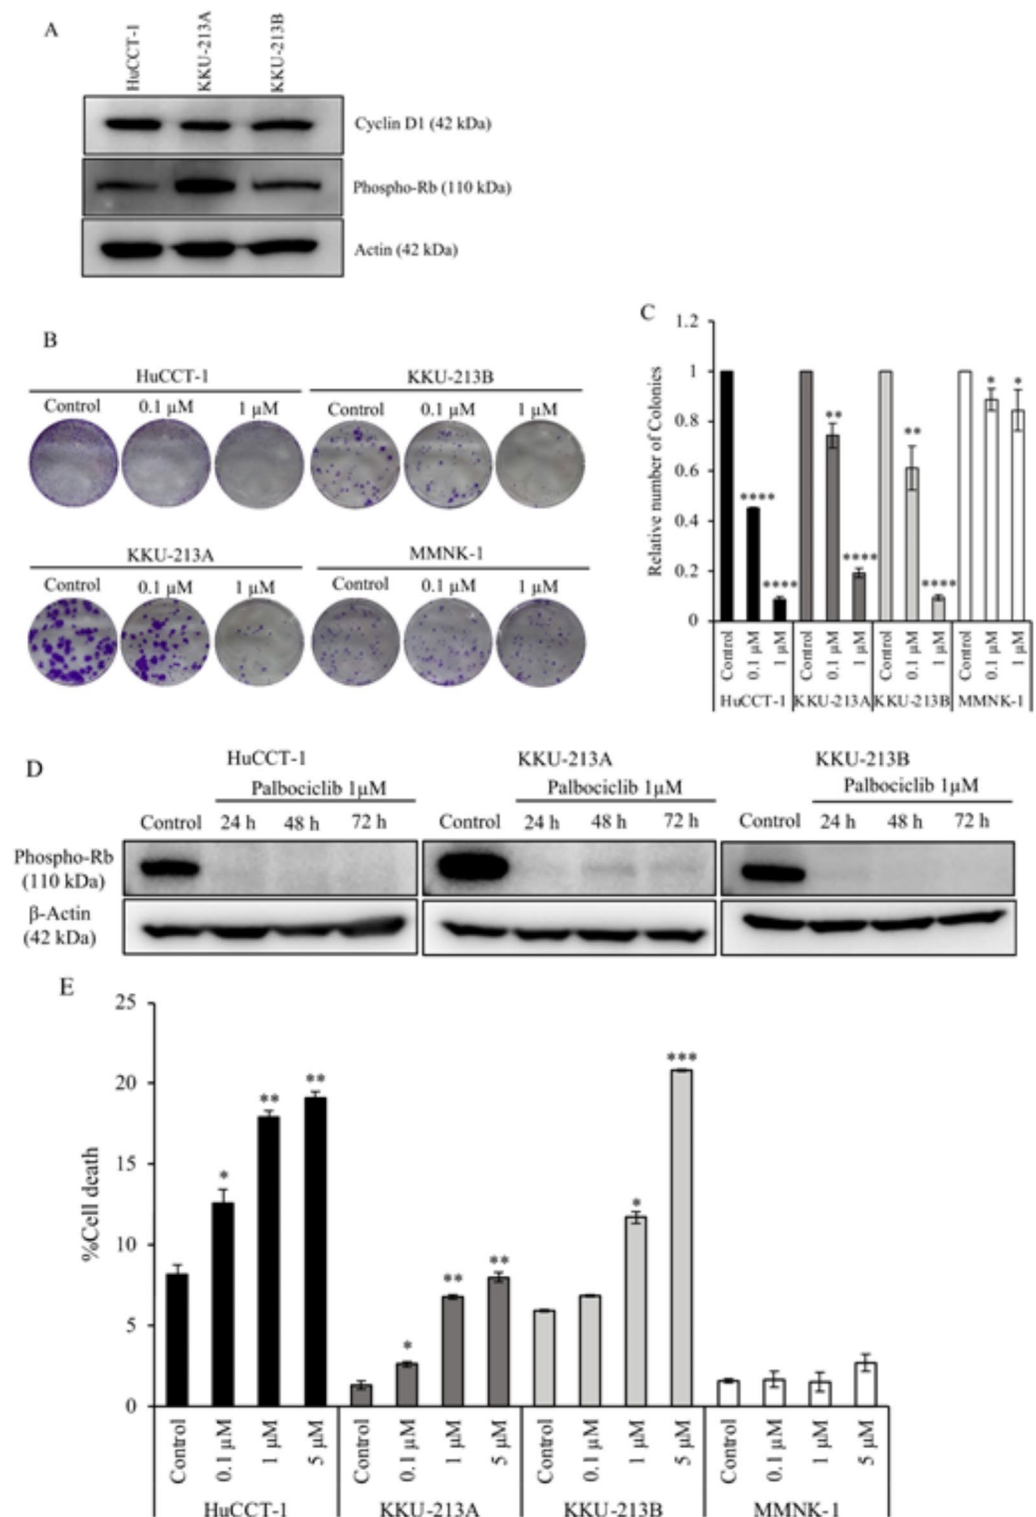 A
HuCCT-1
KKU-213A
KKU-213B
Cyclin D1 (42 kDa)
Phospho-Rb (110 kDa)
Actin (42 kDa)
B
HuCCT-1
KKU-213B
Control 0.1 µM 1 µM Control 0.1 µM 1 µM
KKU-213A
MMNK-1
Control 0.1 µM 1 µM Control 0.1 µM 1 µM
C
Relative number of Colonies
1.2
1
0.8
0.6
0.4
0.2
0
**** **** ** **** ** **** * *
Control 0.1 µM 1 µM Control 0.1 µM 1 µM Control 0.1 µM 1 µM Control 0.1 µM 1 µM
HuCCT-1 KKU-213A KKU-213B MMNK-1
D
HuCCT-1 KKU-213A KKU-213B
Palbociclib 1µM Palbociclib 1µM Palbociclib 1µM
Control 24 h 48 h 72 h Control 24 h 48 h 72 h Control 24 h 48 h 72 h
Phospho-Rb
(110 kDa)
β-Actin
(42 kDa)
E
%Cell death
25
20
15
10
5
0
* ** ** * ** ** * ***
Control 0.1 µM 1 µM 5 µM Control 0.1 µM 1 µM 5 µM Control 0.1 µM 1 µM 5 µM Control 0.1 µM 1 µM 5 µM
HuCCT-1 KKU-213A KKU-213B MMNK-1